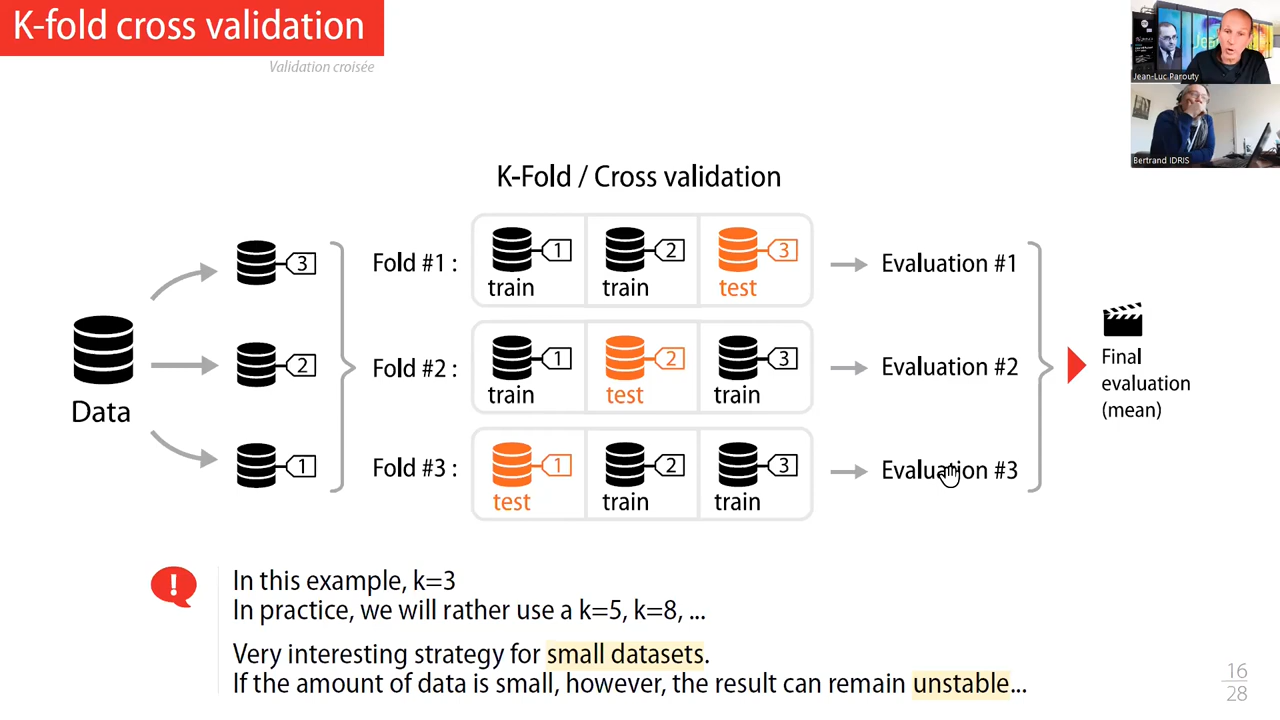 K-fold cross validation
Validation croisée
Jean-Luc Parouty
Bertrand IDRIS
K-Fold / Cross validation
Data
3
2
1
Fold #1 :
1
2
3
train
train
test
Evaluation #1
Fold #2 :
1
2
3
train
test
train
Evaluation #2
Fold #3 :
1
2
3
test
train
train
Evaluation #3
Final
evaluation
(mean)
!
In this example, k=3
In practice, we will rather use a k=5, k=8, ...
Very interesting strategy for small datasets.
If the amount of data is small, however, the result can remain unstable...
16
28